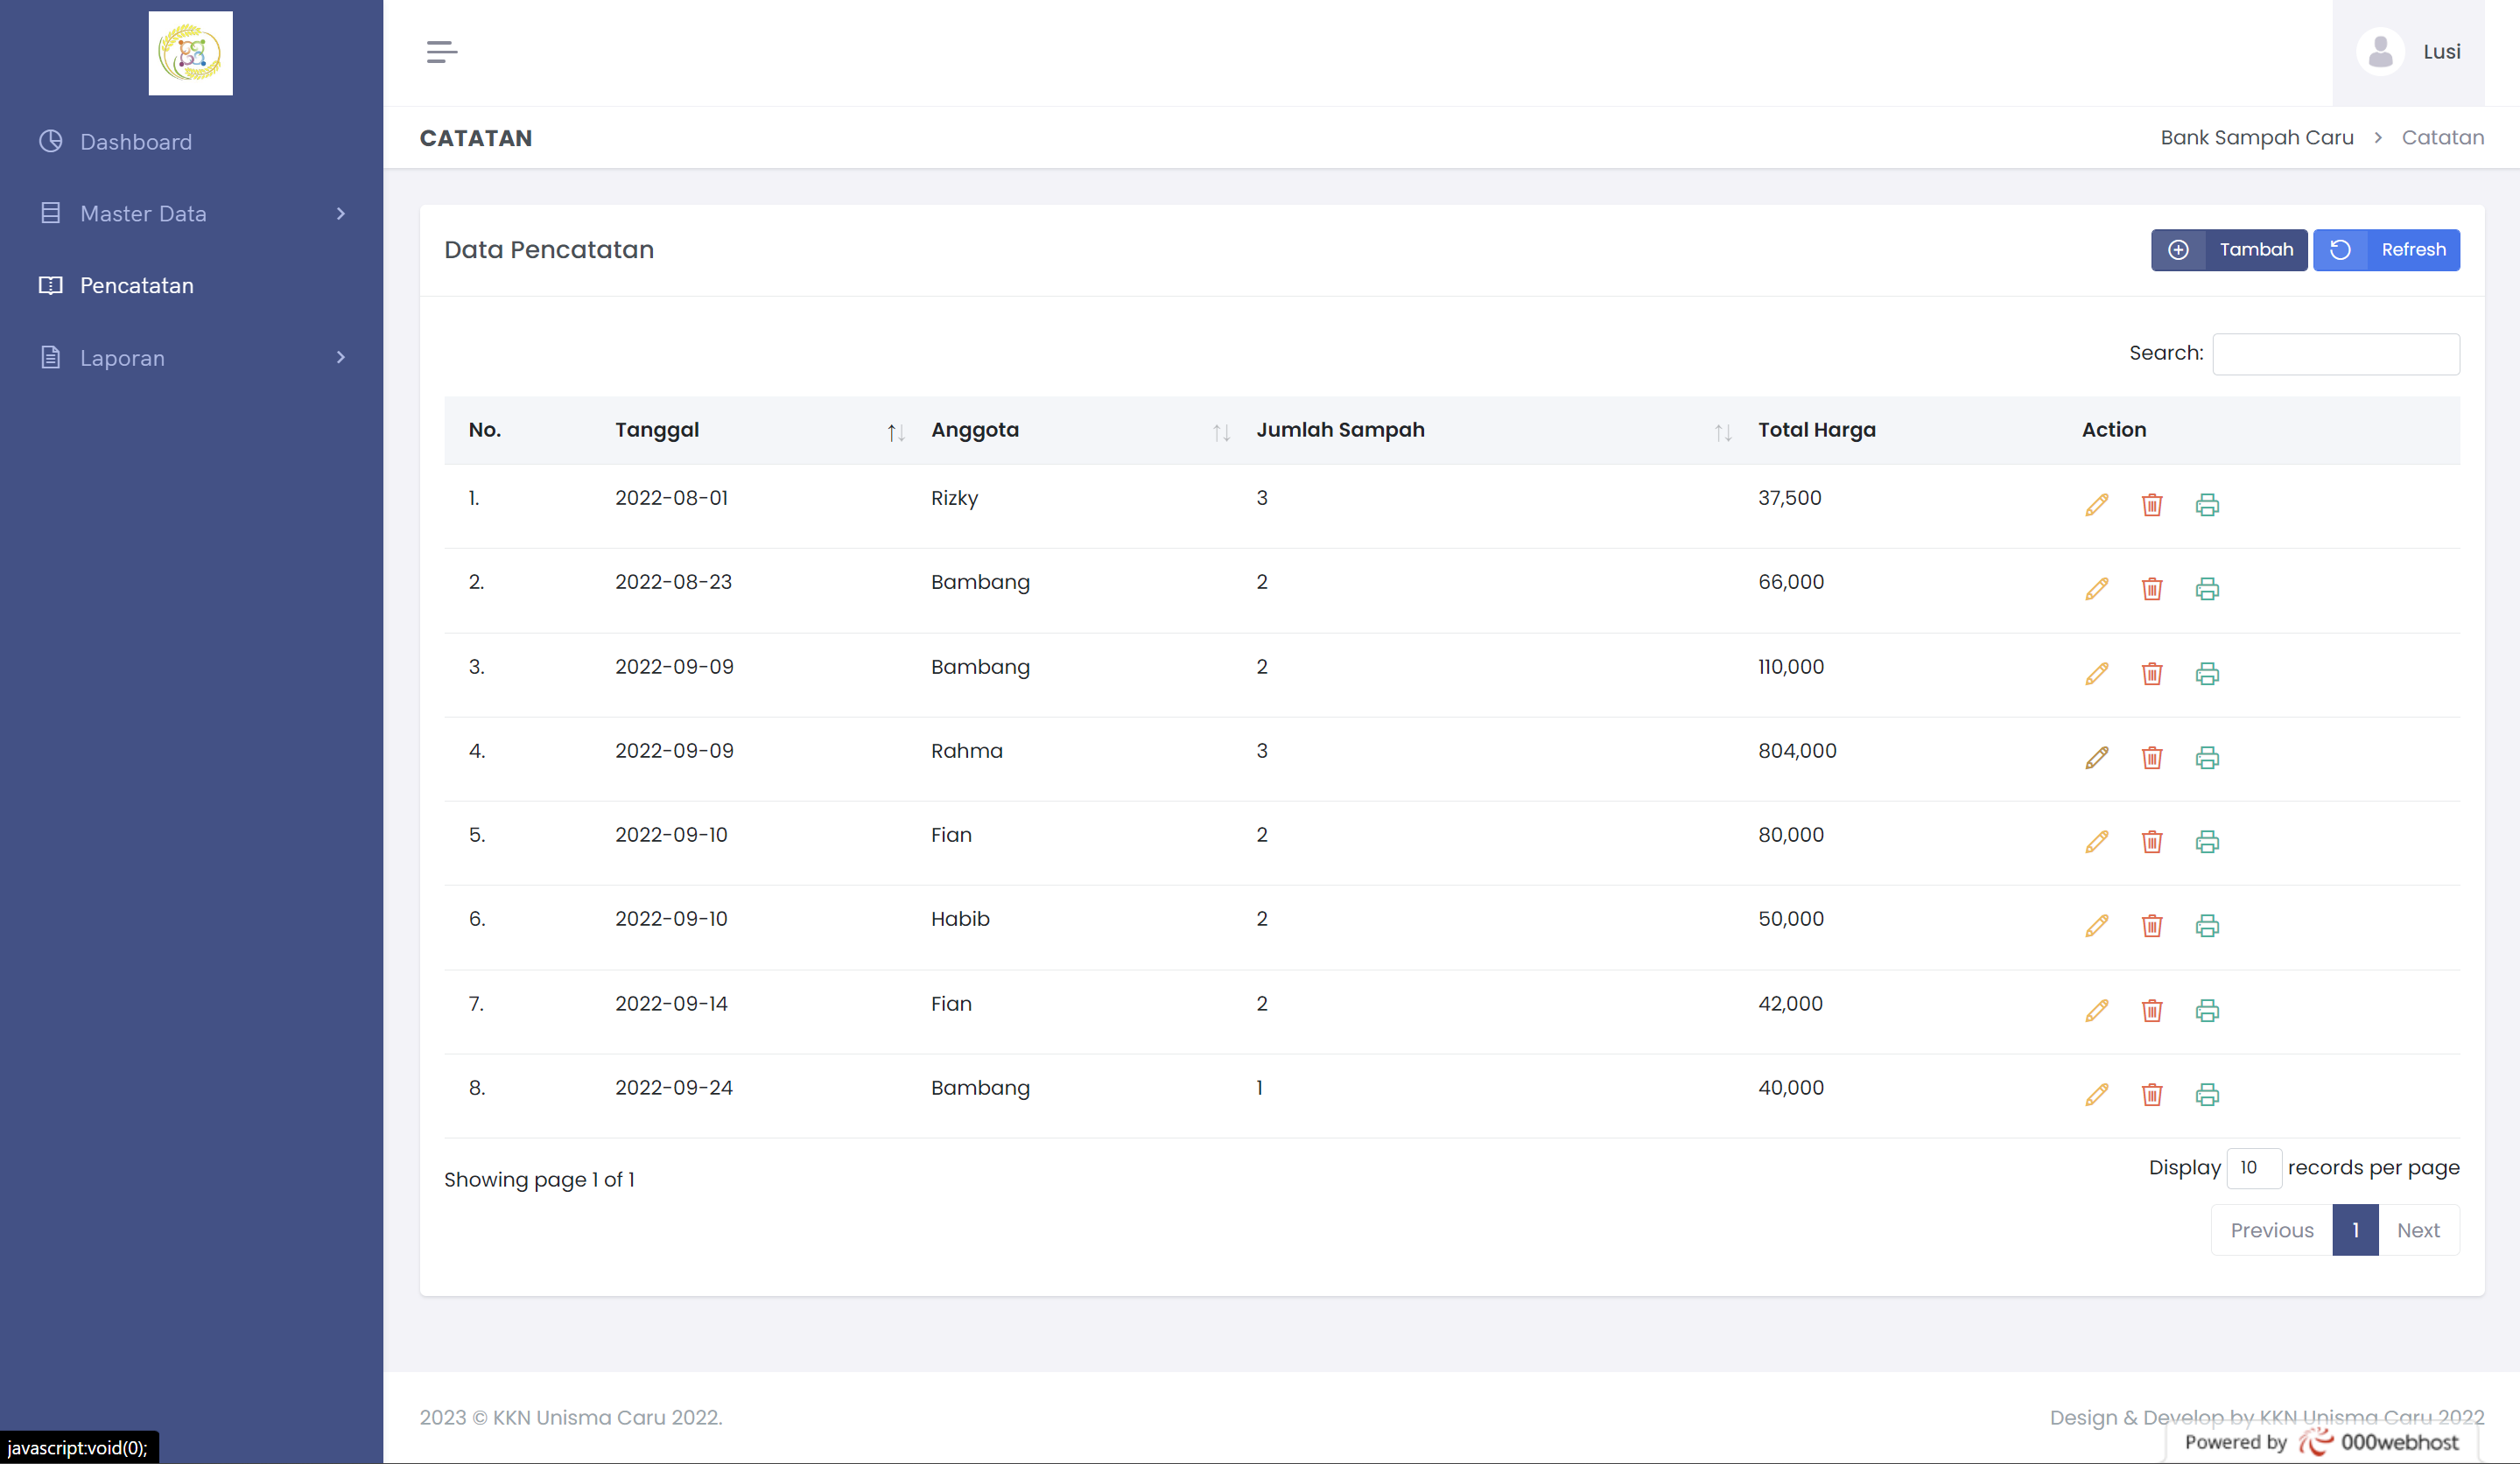 Lusi
Dashboard
Master Data
Pencatatan
Laporan
CATATAN
Bank Sampah Caru > Catatan
Data Pencatatan
Tambah
Refresh
Search:
No. Tanggal Anggota Jumlah Sampah Total Harga Action
1. 2022-08-01 Rizky 3 37,500
2. 2022-08-23 Bambang 2 66,000
3. 2022-09-09 Bambang 2 110,000
4. 2022-09-09 Rahma 3 804,000
5. 2022-09-10 Fian 2 80,000
6. 2022-09-10 Habib 2 50,000
7. 2022-09-14 Fian 2 42,000
8. 2022-09-24 Bambang 1 40,000
Showing page 1 of 1
Display 10 records per page
Previous 1 Next
2023 © KKN Unisma Caru 2022.
Design & Develop by KKN Unisma Caru 2022
Powered by 000webhost
javascript:void(0);